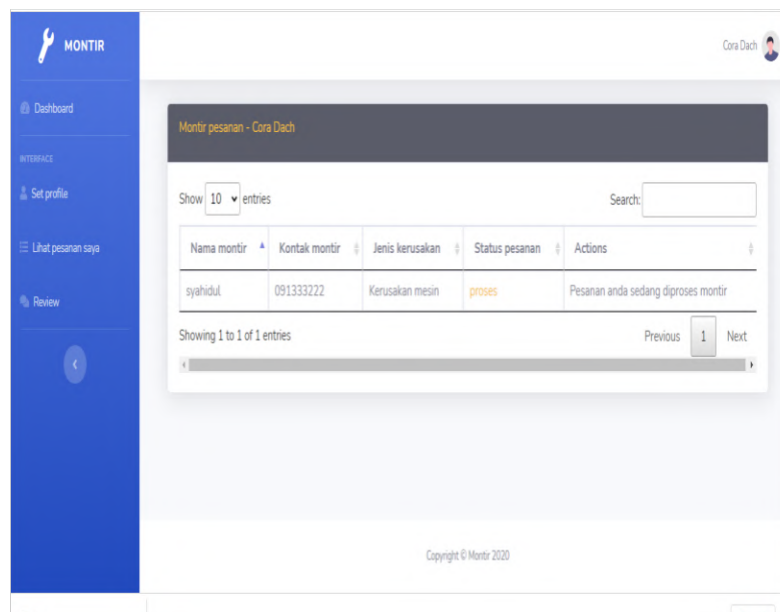 MONTIR
Cora Dach
Dashboard
INTERFACE
Set profile
Lihat pesanan saya
Review
Montir pesanan - Cora Dach
Show 10 entries
Search:
Nama montir Kontak montir Jenis kerusakan Status pesanan Actions
syahidul 091333222 Kerusakan mesin proses Pesanan anda sedang diproses montir
Showing 1 to 1 of 1 entries
Previous 1 Next
Copyright © Montir 2020